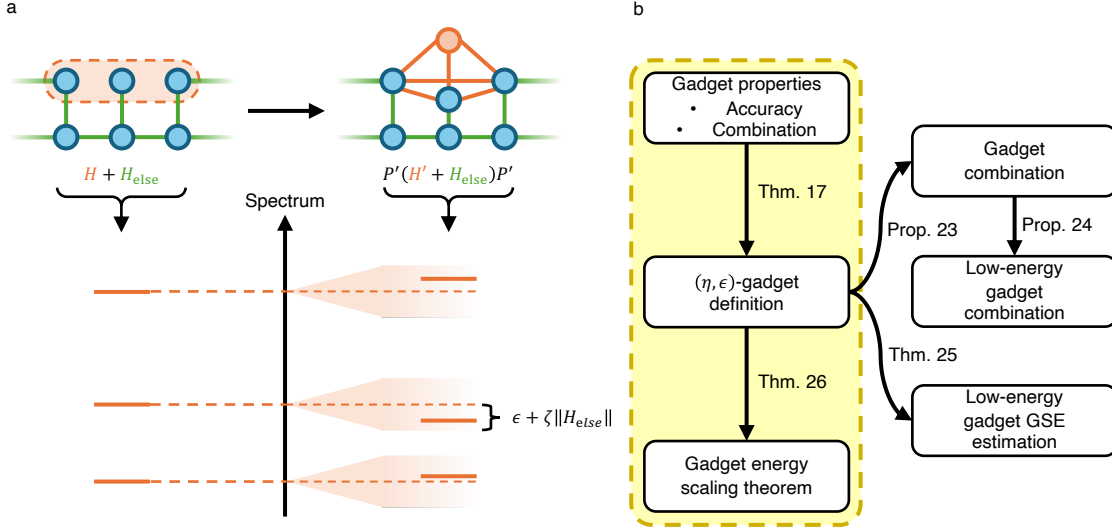 a
H + H_else
P′(H′ + H_else)P′
Spectrum
ϵ + ζ‖H_else‖
b
Gadget properties
• Accuracy
• Combination
Thm. 17
(η, ϵ)-gadget
definition
Thm. 26
Gadget energy
scaling theorem
Prop. 23
Gadget
combination
Prop. 24
Low-energy
gadget
combination
Thm. 25
Low-energy
gadget GSE
estimation